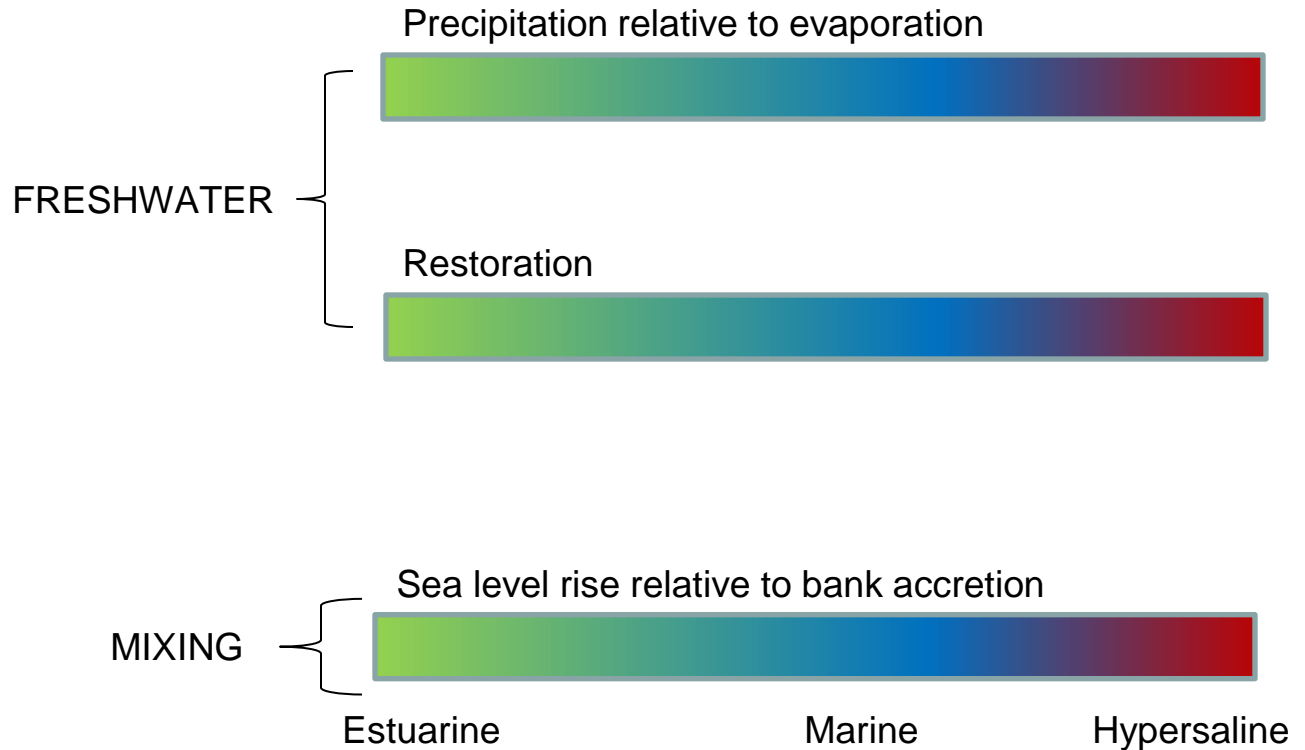 Precipitation relative to evaporation
FRESHWATER
Restoration
Sea level rise relative to bank accretion
MIXING
Estuarine Marine Hypersaline